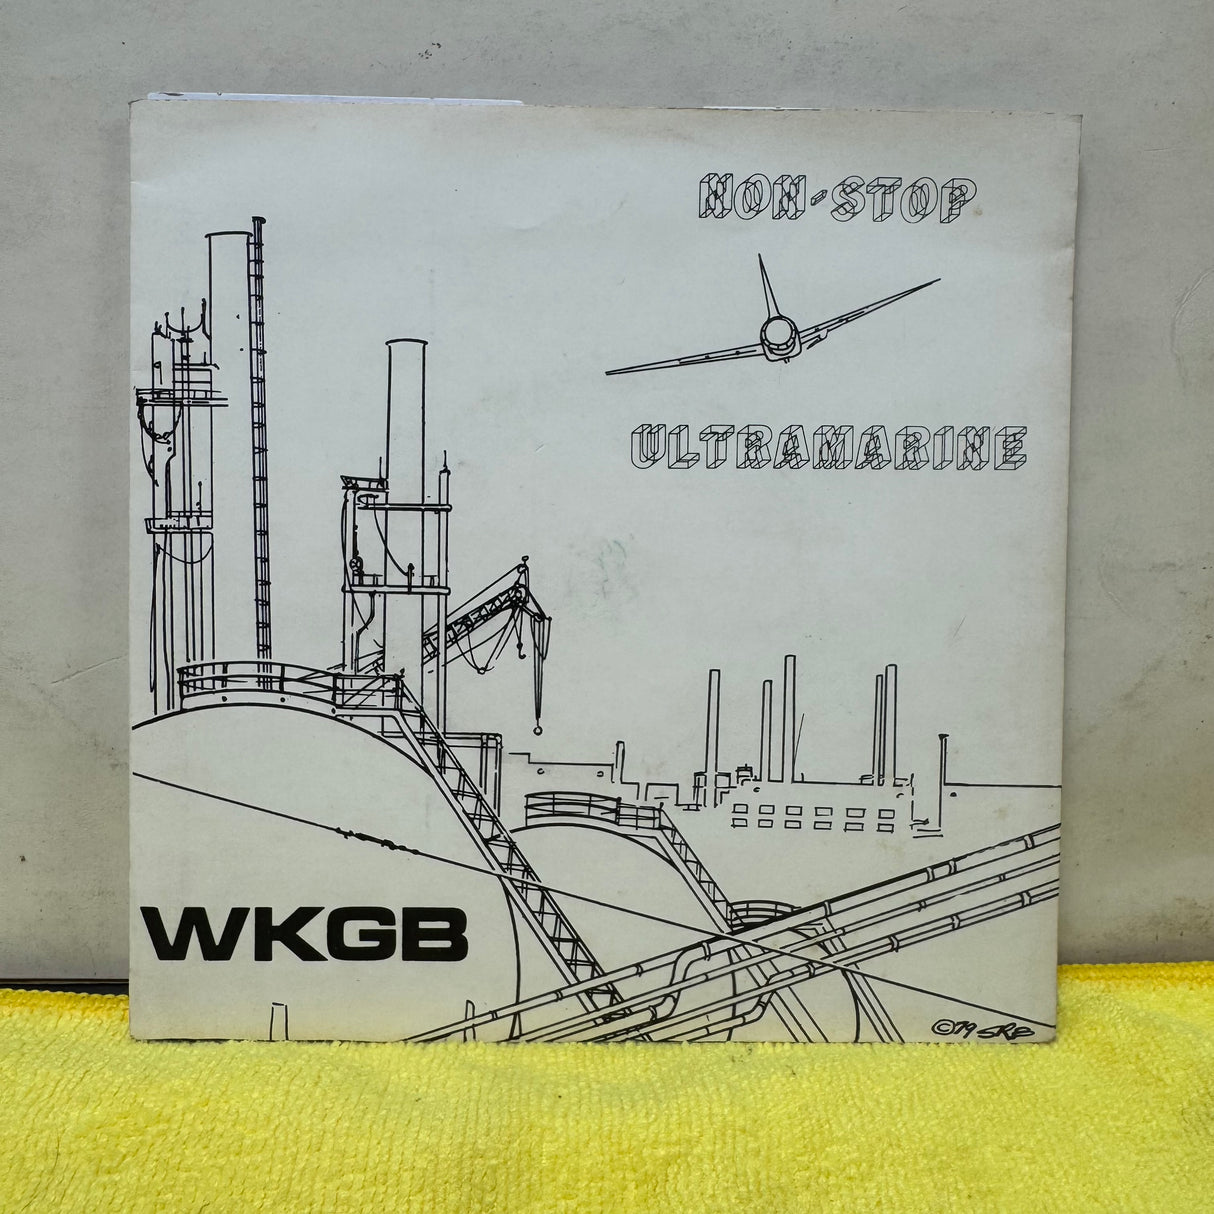 NON-STOP
ULTRAMARINE
WKGB
©79 SRB